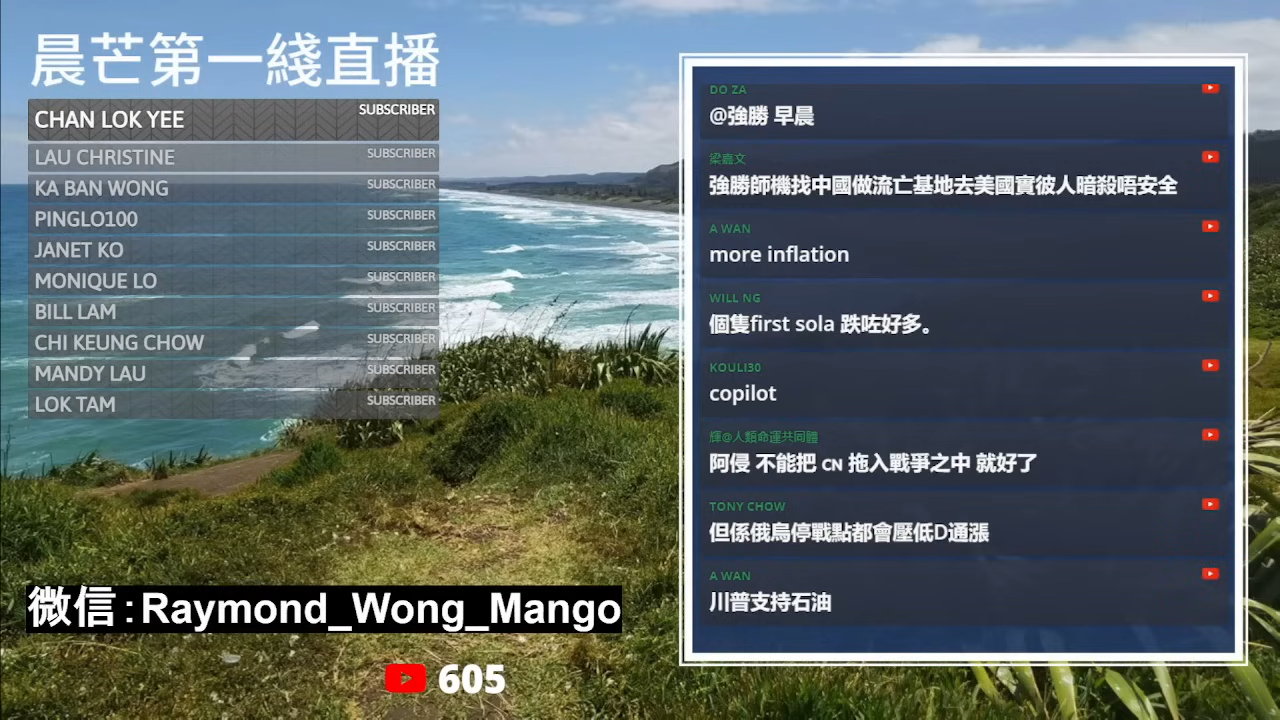 晨芒第一綫直播
CHAN LOK YEE SUBSCRIBER
LAU CHRISTINE SUBSCRIBER
KA BAN WONG SUBSCRIBER
PINGLO100 SUBSCRIBER
JANET KO SUBSCRIBER
MONIQUE LO SUBSCRIBER
BILL LAM SUBSCRIBER
CHI KEUNG CHOW SUBSCRIBER
MANDY LAU SUBSCRIBER
LOK TAM SUBSCRIBER
微信:Raymond_Wong_Mango
605
DO ZA
@強勝 早晨
梁嘉文
強勝師機找中國做流亡基地去美國實彼人暗殺唔安全
A WAN
more inflation
WILL NG
個隻first sola 跌咗好多。
KOULI30
copilot
輝@人類命運共同體
阿侵 不能把 CN 拖入戰爭之中 就好了
TONY CHOW
但係俄烏停戰點都會壓低D通漲
A WAN
川普支持石油